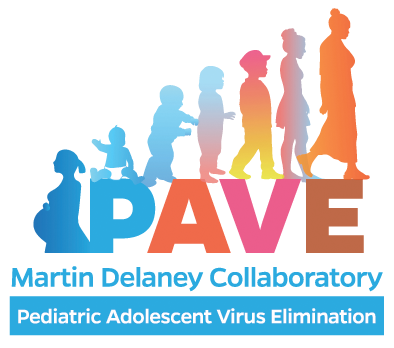 PAVE
Martin Delaney Collaboratory
Pediatric Adolescent Virus Elimination